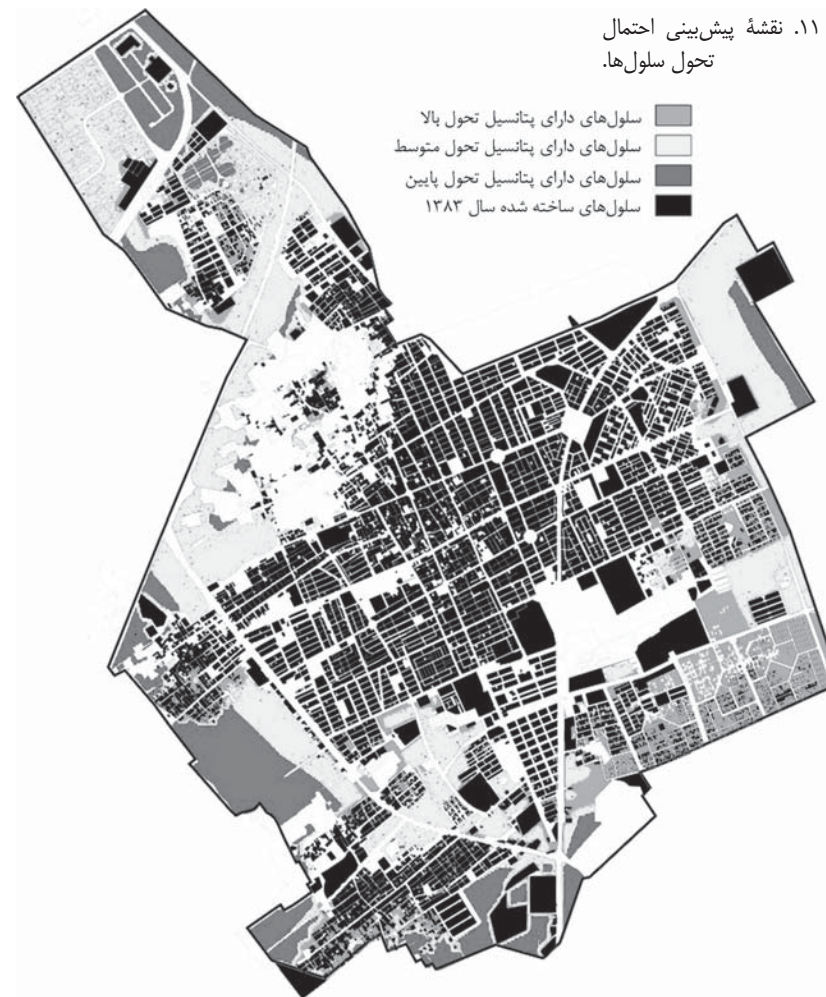 ۱۱. نقشهٔ پیش‌بینی احتمال
تحول سلول‌ها.
سلول‌های دارای پتانسیل تحول بالا
سلول‌های دارای پتانسیل تحول متوسط
سلول‌های دارای پتانسیل تحول پایین
سلول‌های ساخته شده سال ۱۳۸۳